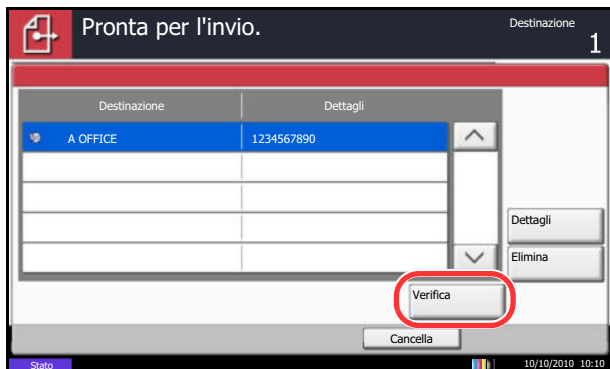 Pronta per l'invio.
Destinazione
1
Destinazione Dettagli
A OFFICE 1234567890
Dettagli
Elimina
Verifica
Cancella
Stato 10/10/2010 10:10